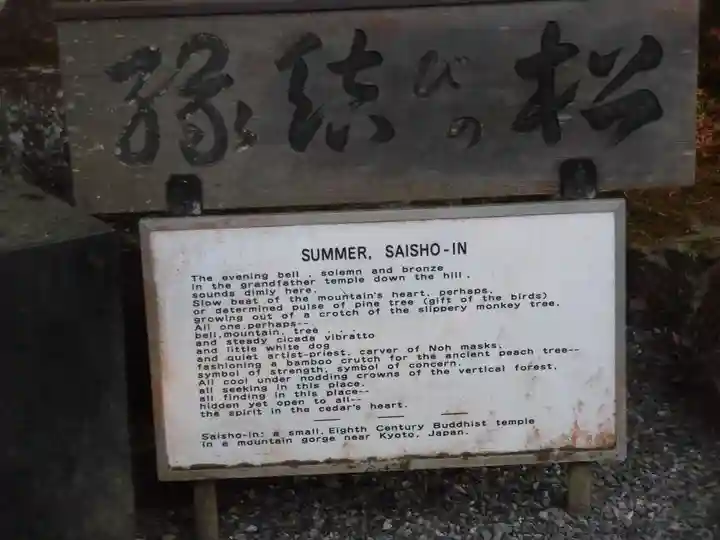 縁結びの松
SUMMER, SAISHO-IN
The evening bell, solemn and bronze
in the grandfather temple down the hill,
sounds dimly here.
Slow beat of the mountain's heart, perhaps,
or determined pulse of pine tree (gift of the birds)
growing out of a crotch of the slippery monkey tree.
All one, perhaps--
bell, mountain, tree . . .
and steady cicada vibratto
and little white dog
and quiet artist-priest, carver of Noh masks,
fashioning a bamboo crutch for the ancient peach tree--
symbol of strength, symbol of concern.
All cool under nodding crowns of the vertical forest,
all seeking in this place,
all finding in this place--
hidden yet open to all--
the spirit in the cedar's heart.
Saisho-in: a small, Eighth Century Buddhist temple
in a mountain gorge near Kyoto, Japan.